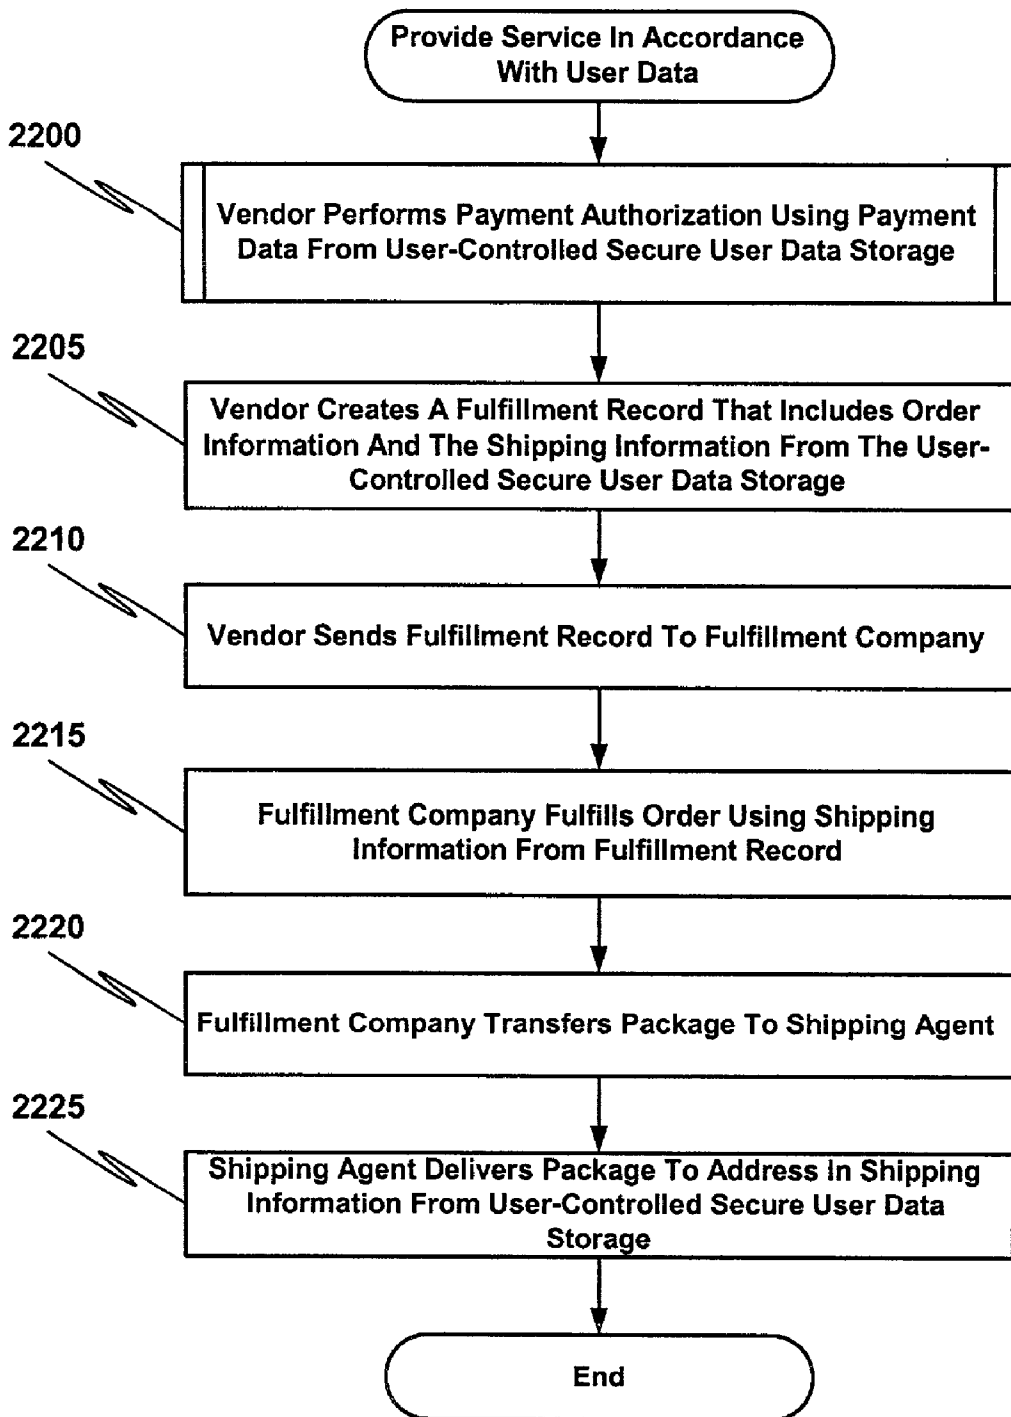 Provide Service In Accordance
With User Data
2200
Vendor Performs Payment Authorization Using Payment
Data From User-Controlled Secure User Data Storage
2205
Vendor Creates A Fulfillment Record That Includes Order
Information And The Shipping Information From The User-
Controlled Secure User Data Storage
2210
Vendor Sends Fulfillment Record To Fulfillment Company
2215
Fulfillment Company Fulfills Order Using Shipping
Information From Fulfillment Record
2220
Fulfillment Company Transfers Package To Shipping Agent
2225
Shipping Agent Delivers Package To Address In Shipping
Information From User-Controlled Secure User Data
Storage
End